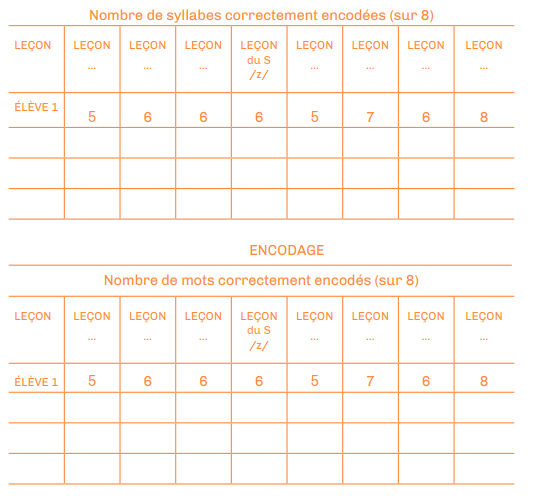 Nombre de syllabes correctement encodées (sur 8)
LEÇON LEÇON LEÇON LEÇON LEÇON LEÇON LEÇON LEÇON LEÇON
... ... ... du S ... ... ... ...
/z/
ÉLÈVE 1 5 6 6 6 5 7 6 8
ENCODAGE
Nombre de mots correctement encodés (sur 8)
LEÇON LEÇON LEÇON LEÇON LEÇON LEÇON LEÇON LEÇON LEÇON
... ... ... du S ... ... ... ...
/z/
ÉLÈVE 1 5 6 6 6 5 7 6 8